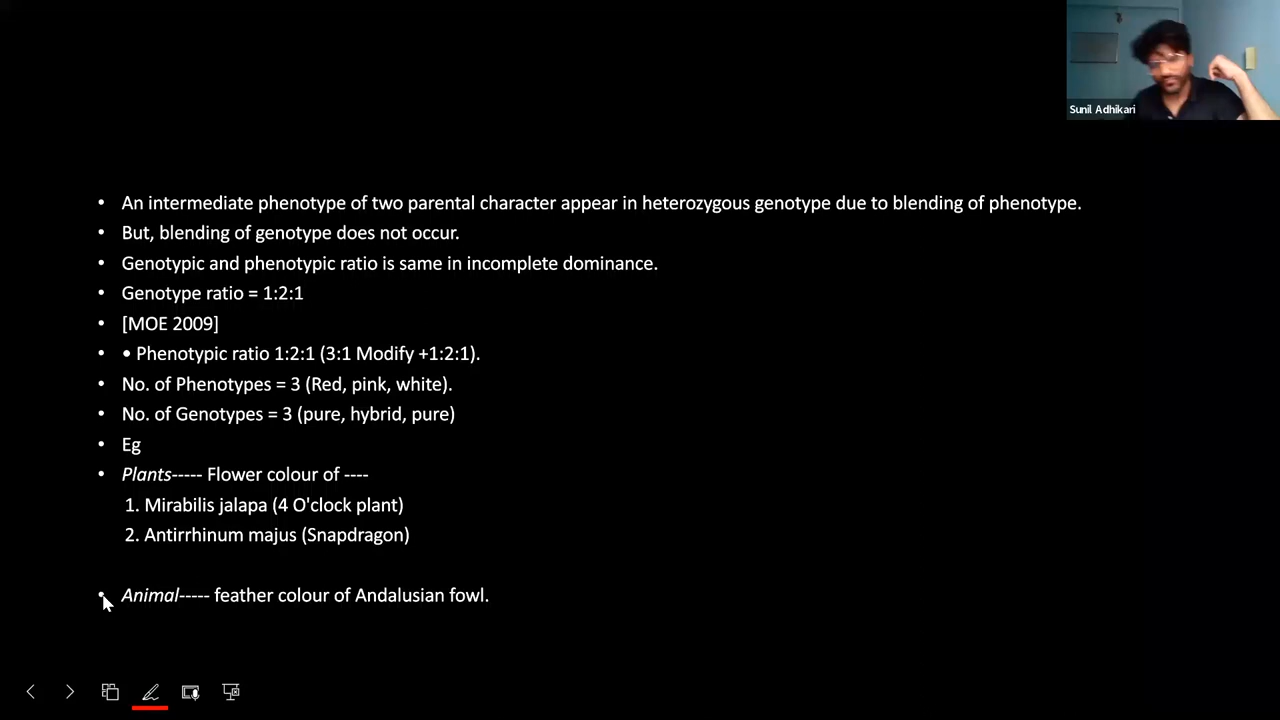 Sunil Adhikari
• An intermediate phenotype of two parental character appear in heterozygous genotype due to blending of phenotype.
• But, blending of genotype does not occur.
• Genotypic and phenotypic ratio is same in incomplete dominance.
• Genotype ratio = 1:2:1
• [MOE 2009]
• • Phenotypic ratio 1:2:1 (3:1 Modify +1:2:1).
• No. of Phenotypes = 3 (Red, pink, white).
• No. of Genotypes = 3 (pure, hybrid, pure)
• Eg
• Plants----- Flower colour of ----
1. Mirabilis jalapa (4 O'clock plant)
2. Antirrhinum majus (Snapdragon)
• Animal----- feather colour of Andalusian fowl.